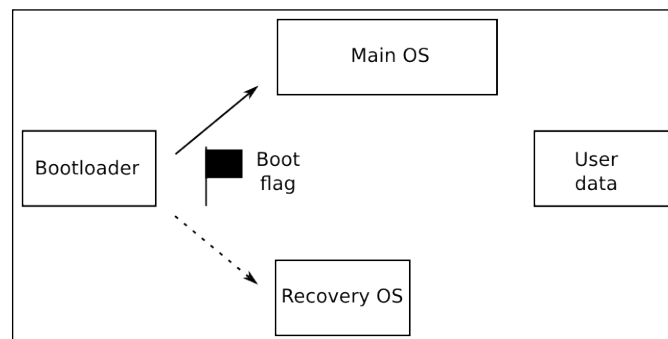 Main OS
Bootloader
Boot
flag
User
data
Recovery OS